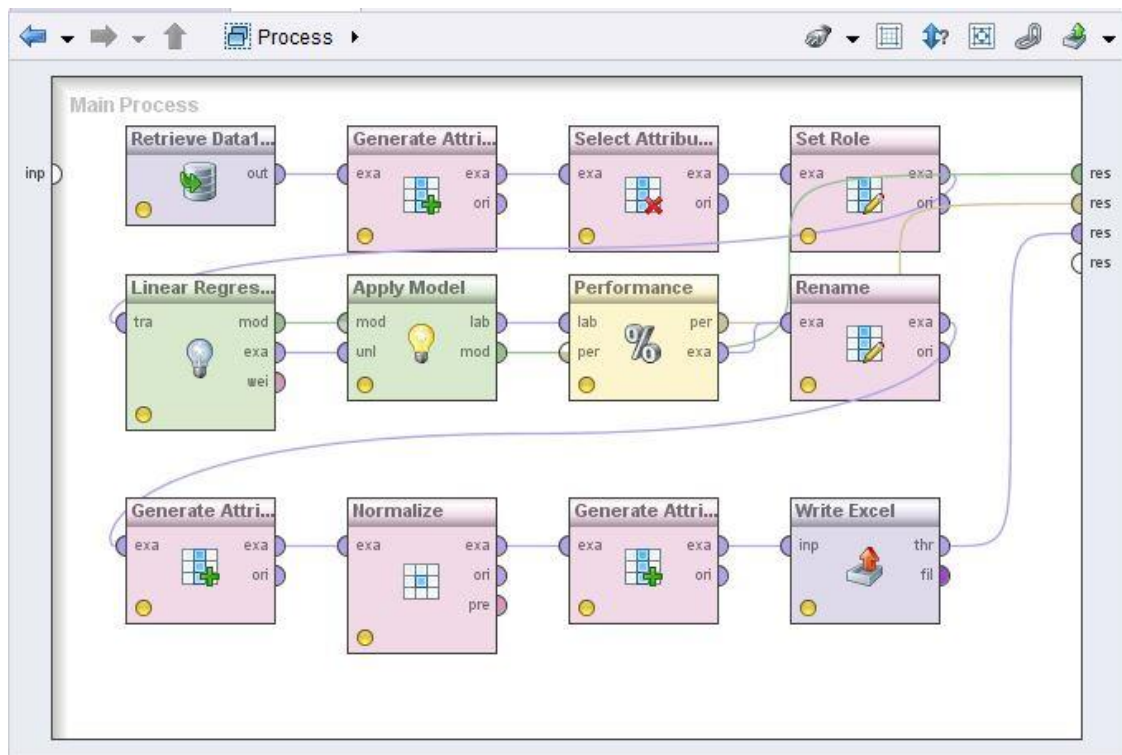 Process
Main Process
Retrieve Data1... Generate Attri... Select Attribu... Set Role
inp out exa exa exa exa exa exa res
ori ori ori res
res
Linear Regres... Apply Model Performance Rename res
tra mod mod lab lab per exa exa
exa unl mod per exa ori
wei
Generate Attri... Normalize Generate Attri... Write Excel
exa exa exa exa exa exa inp thr
ori ori ori fil
pre